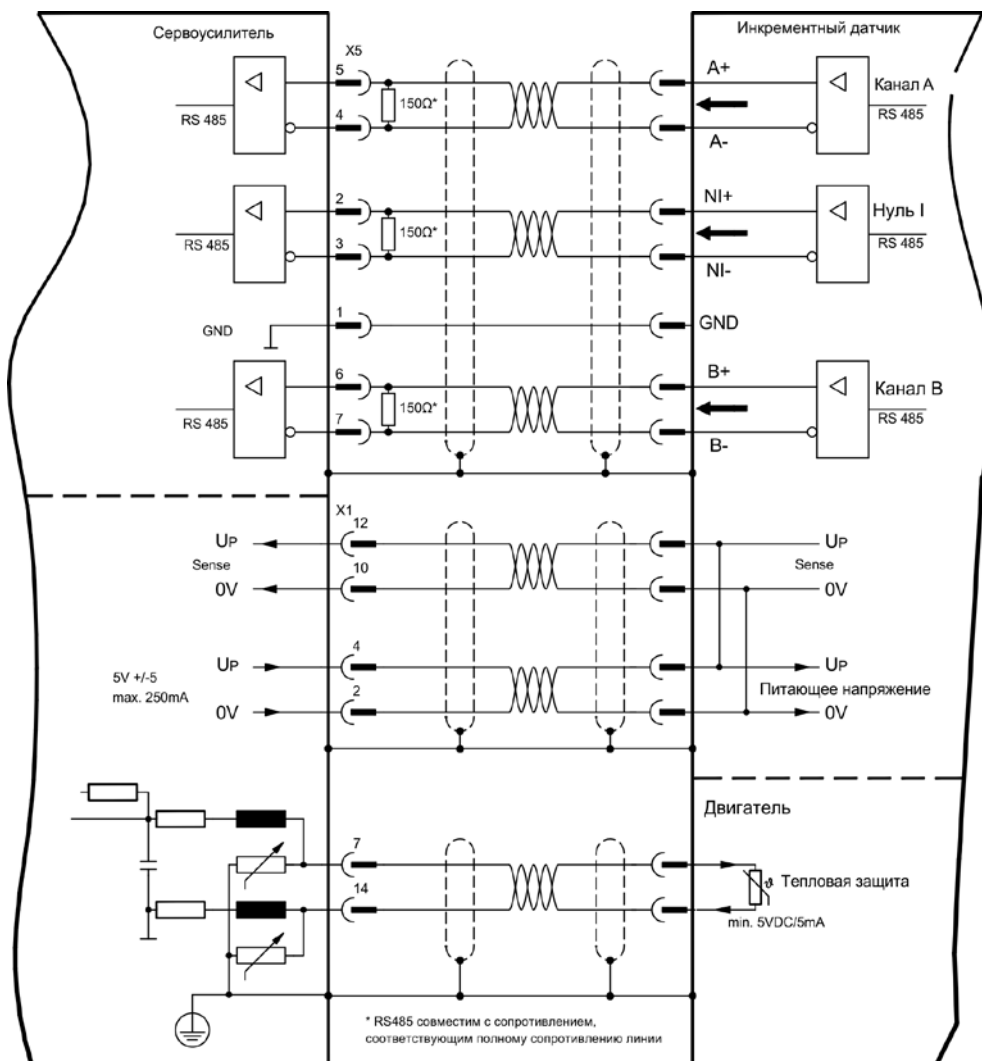 Сервоусилитель
Инкрементный датчик
X5
5
A+
Канал A
150Ω*
RS 485
RS 485
4
A-
2
NI+
Нуль I
150Ω*
RS 485
RS 485
3
NI-
1
GND
GND
6
B+
Канал B
150Ω*
RS 485
RS 485
7
B-
X1
12
UP
UP
Sense
Sense
10
0V
0V
4
UP
UP
5V +/-5
max. 250mA
Питающее напряжение
2
0V
0V
Двигатель
7
ϑ Тепловая защита
14
min. 5VDC/5mA
* RS485 совместим с сопротивлением,
соответствующим полному сопротивлению линии